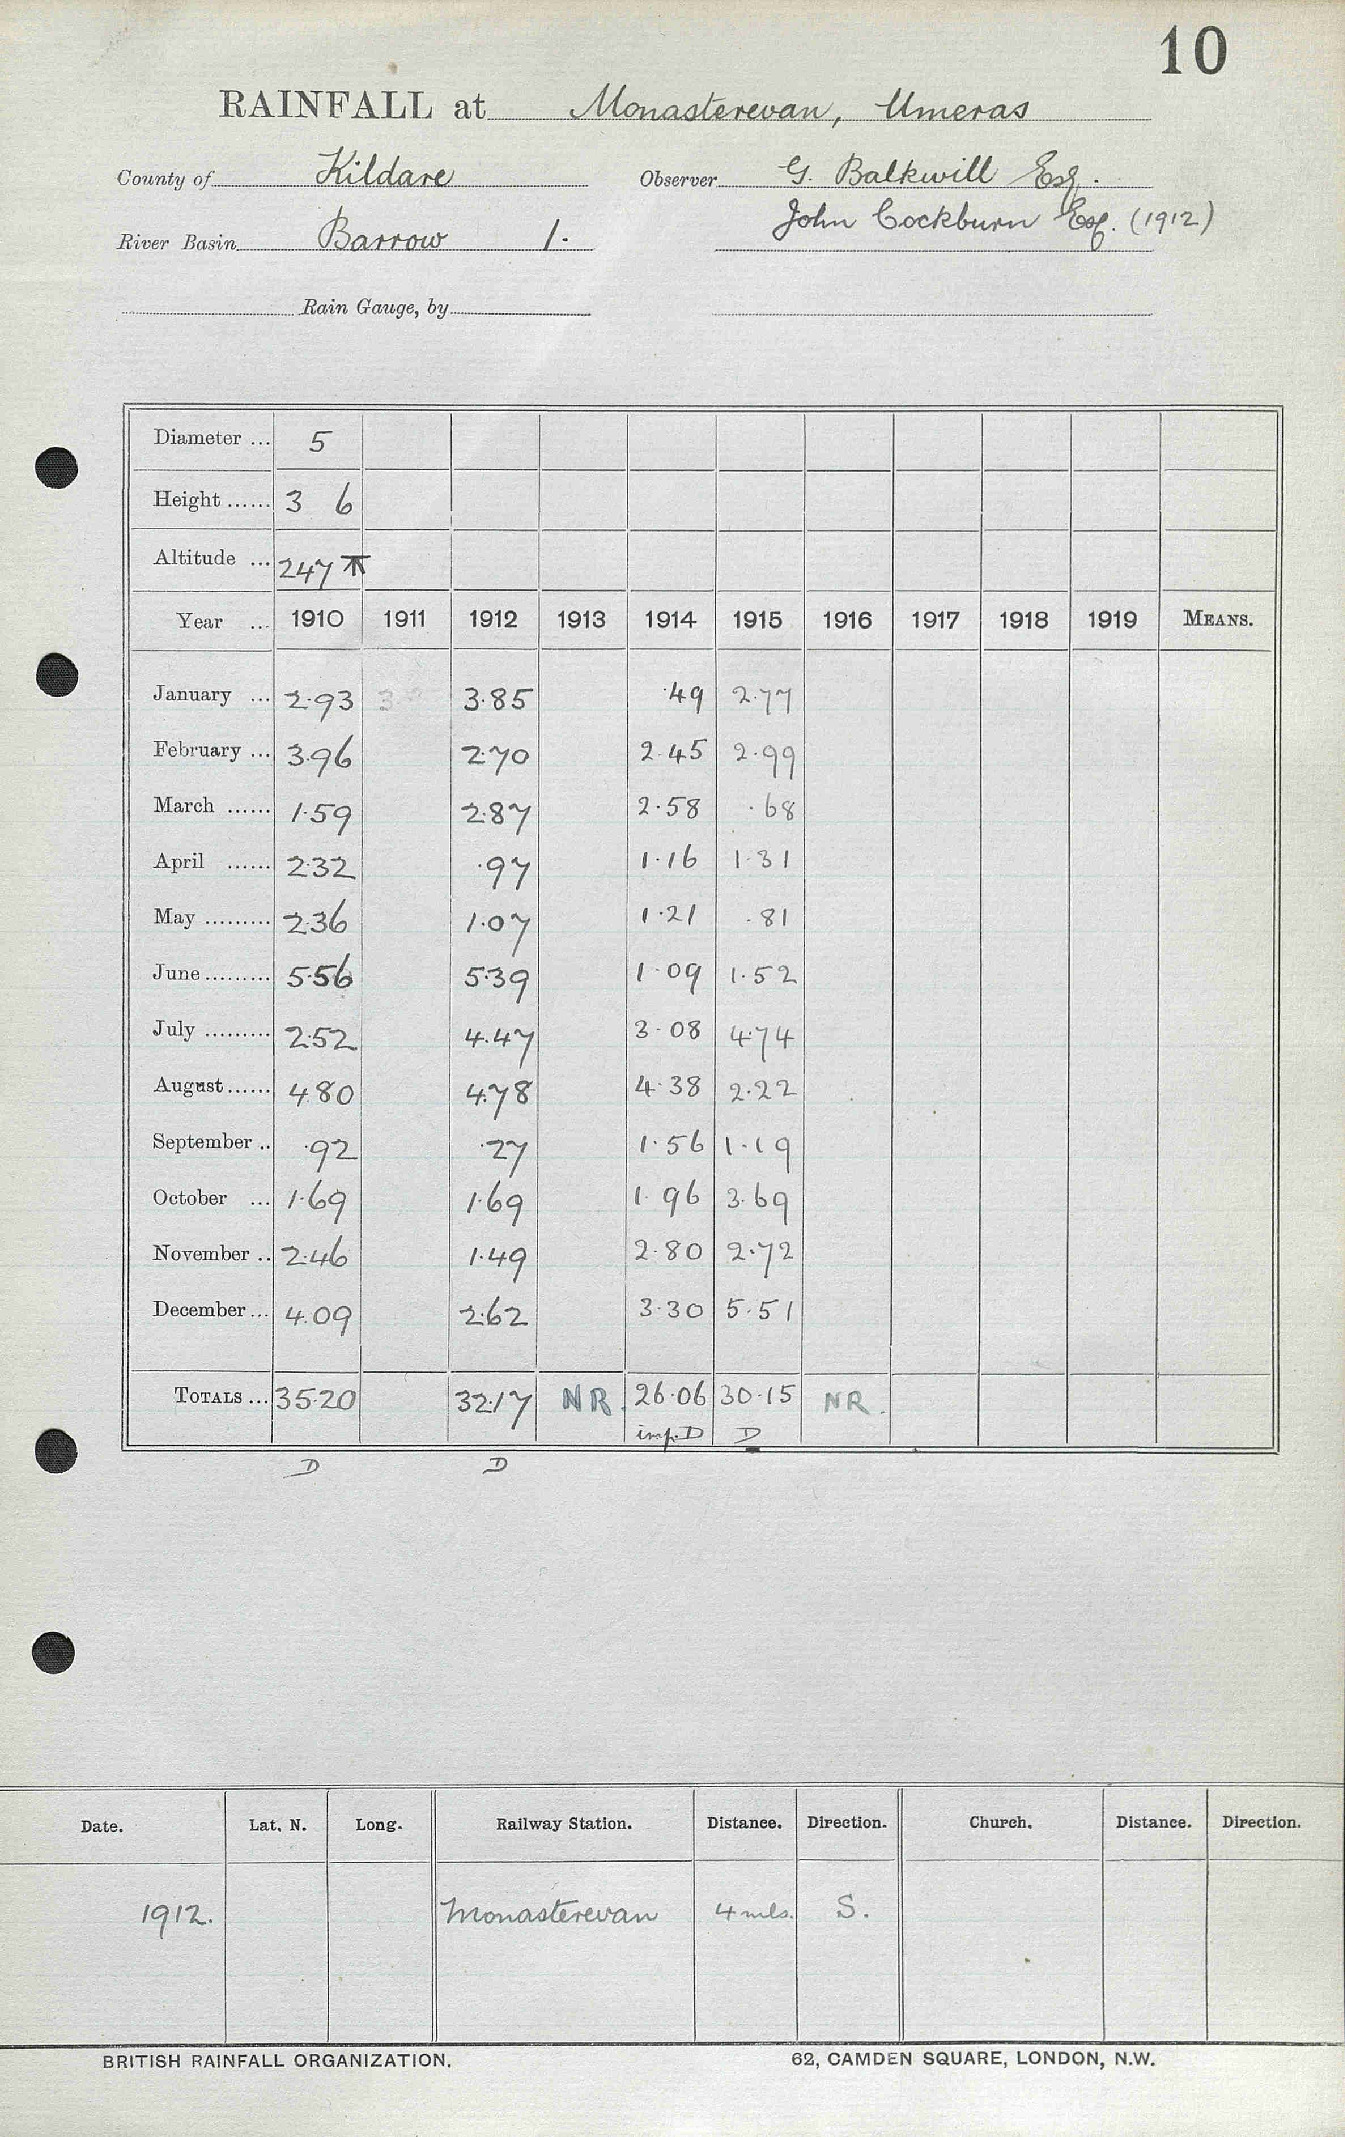 10
RAINFALL at Monasterevan, Umeras
County of Kildare Observer G. Balkwill Esq.
John Cockburn Esq. (1912)
River Basin Barrow 1.
Rain Gauge, by
Diameter ... 5
Height ...... 3 6
Altitude ... 247
Year ... 1910 1911 1912 1913 1914 1915 1916 1917 1918 1919 MEANS.
January ... 2.93 3.85 .49 2.77
February ... 3.96 2.70 2.45 2.99
March ...... 1.59 2.87 2.58 .68
April ...... 2.32 .97 1.16 1.31
May ......... 2.36 1.07 1.21 .81
June ......... 5.56 5.39 1.09 1.52
July ......... 2.52 4.47 3.08 4.74
August ...... 4.80 4.78 4.38 2.22
September .. .92 .27 1.56 1.19
October ... 1.69 1.69 1.96 3.69
November .. 2.46 1.49 2.80 2.72
December ... 4.09 2.62 3.30 5.51
TOTALS ... 35.20 32.17 NR. 26.06 30.15 NR.
imp. D D
D D
Date. Lat. N. Long. Railway Station. Distance. Direction. Church. Distance. Direction.
1912. Monasterevan 4 mls. S.
BRITISH RAINFALL ORGANIZATION. 62, CAMDEN SQUARE, LONDON, N.W.